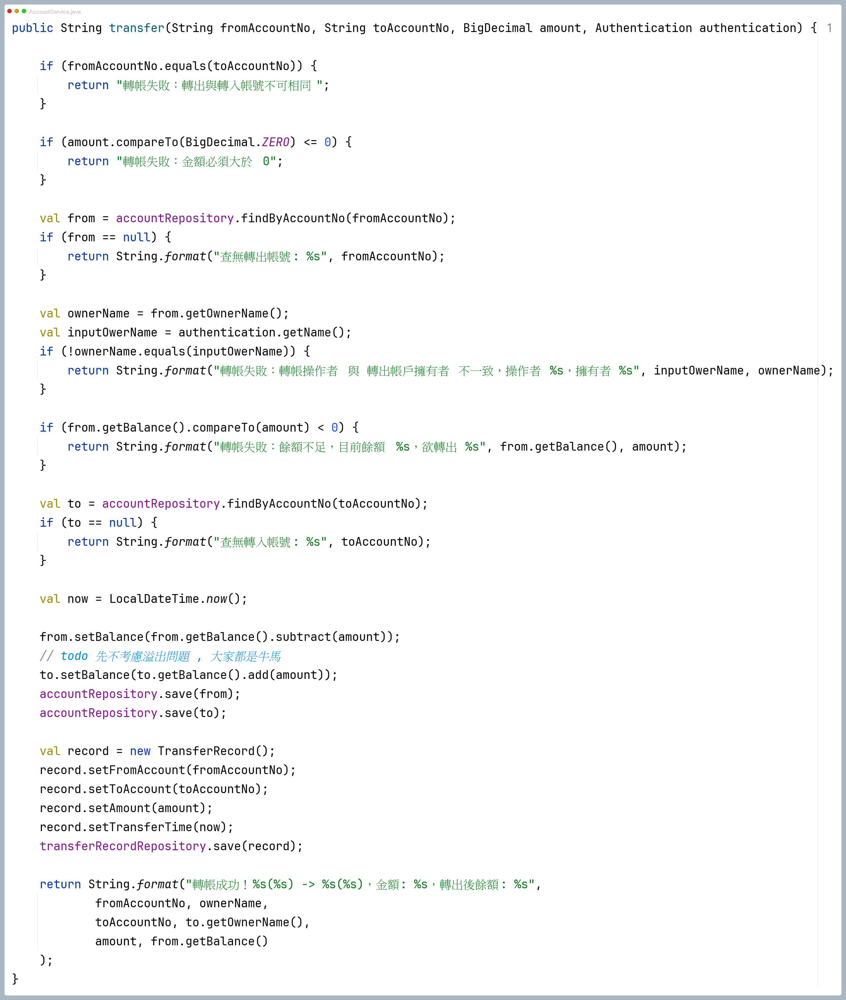 AccountService.java
public String transfer(String fromAccountNo, String toAccountNo, BigDecimal amount, Authentication authentication) { 1
if (fromAccountNo.equals(toAccountNo)) {
return "轉帳失敗：轉出與轉入帳號不可相同";
}
if (amount.compareTo(BigDecimal.ZERO) <= 0) {
return "轉帳失敗：金額必須大於 0";
}
val from = accountRepository.findByAccountNo(fromAccountNo);
if (from == null) {
return String.format("查無轉出帳號: %s", fromAccountNo);
}
val ownerName = from.getOwnerName();
val inputOwerName = authentication.getName();
if (!ownerName.equals(inputOwerName)) {
return String.format("轉帳失敗：轉帳操作者 與 轉出帳戶擁有者 不一致，操作者 %s，擁有者 %s", inputOwerName, ownerName);
}
if (from.getBalance().compareTo(amount) < 0) {
return String.format("轉帳失敗：餘額不足，目前餘額 %s，欲轉出 %s", from.getBalance(), amount);
}
val to = accountRepository.findByAccountNo(toAccountNo);
if (to == null) {
return String.format("查無轉入帳號: %s", toAccountNo);
}
val now = LocalDateTime.now();
from.setBalance(from.getBalance().subtract(amount));
// todo 先不考慮溢出問題 , 大家都是牛馬
to.setBalance(to.getBalance().add(amount));
accountRepository.save(from);
accountRepository.save(to);
val record = new TransferRecord();
record.setFromAccount(fromAccountNo);
record.setToAccount(toAccountNo);
record.setAmount(amount);
record.setTransferTime(now);
transferRecordRepository.save(record);
return String.format("轉帳成功！%s(%s) -> %s(%s)，金額: %s，轉出後餘額: %s",
fromAccountNo, ownerName,
toAccountNo, to.getOwnerName(),
amount, from.getBalance()
);
}